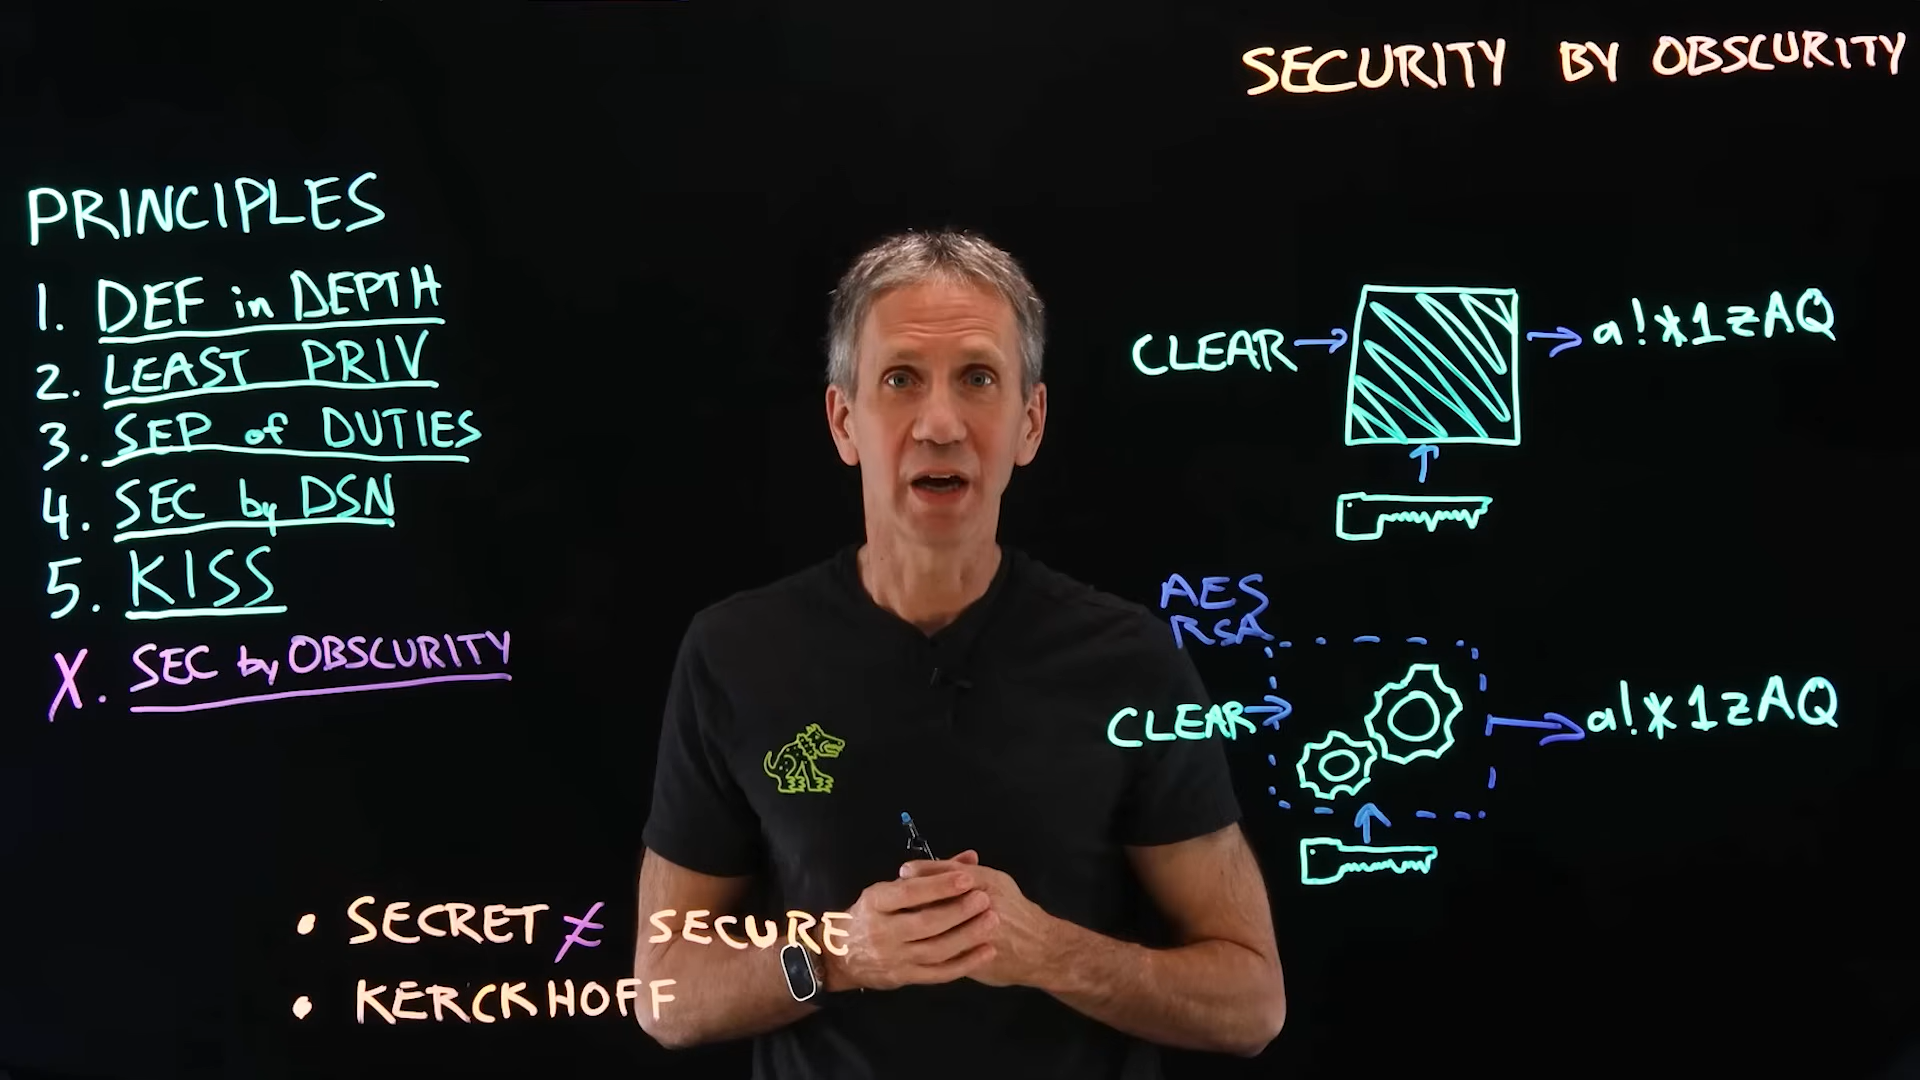 SECURITY BY OBSCURITY
PRINCIPLES
1. DEF in DEPTH
2. LEAST PRIV
3. SEP of DUTIES
4. SEC by DSN
5. KISS
X. SEC by OBSCURITY
CLEAR → a!*1zAQ
AES
RSA
CLEAR → a!*1zAQ
• SECRET ≠ SECURE
• KERCKHOFF